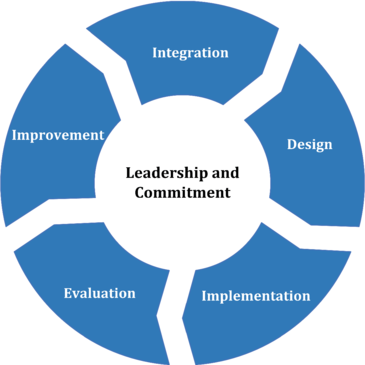 Integration
Design
Implementation
Evaluation
Improvement
Leadership and
Commitment